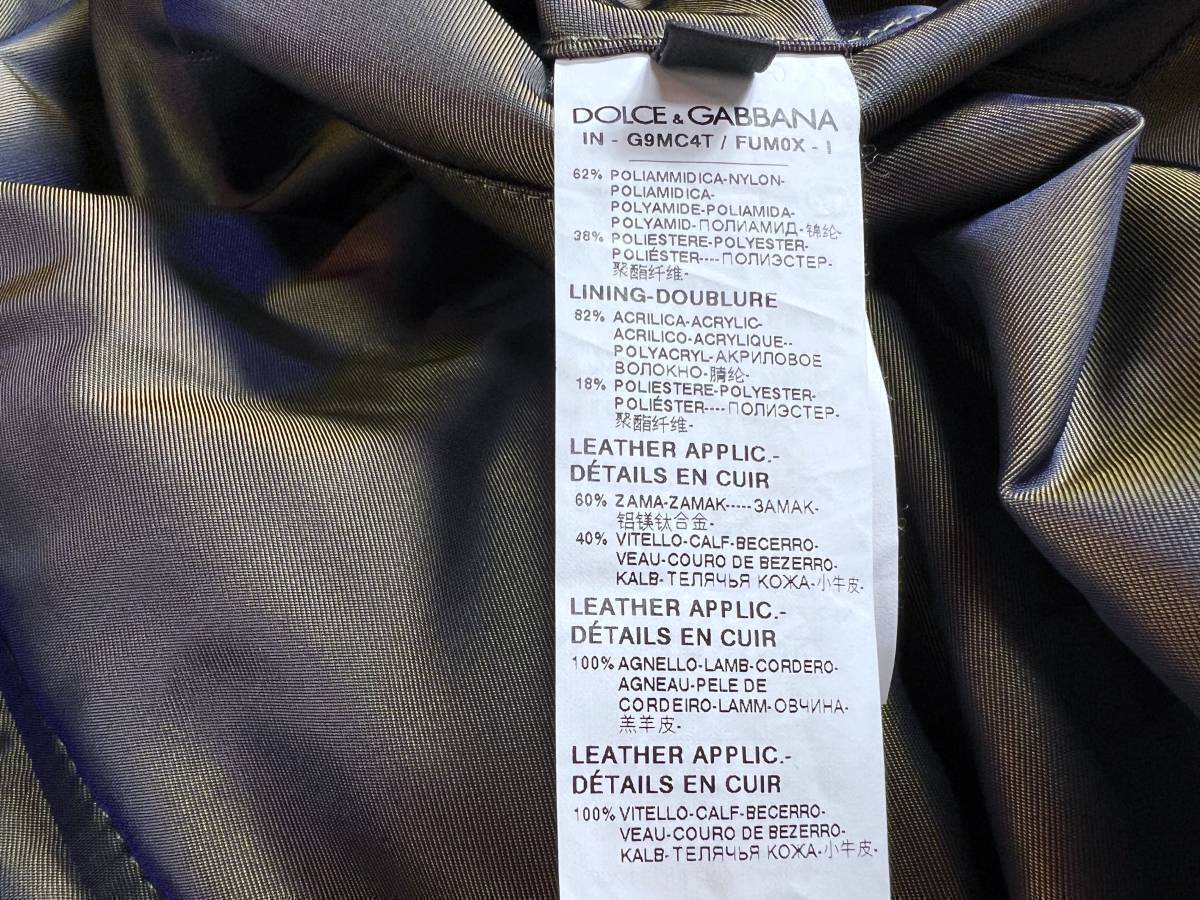 DOLCE & GABBANA
IN - G9MC4T / FUM0X - I
62% POLIAMMIDICA-NYLON-
POLIAMIDICA-
POLYAMIDE-POLIAMIDA-
POLYAMID-ПОЛИАМИД-锦纶-
38% POLIESTERE-POLYESTER-
POLIÉSTER----ПОЛИЭСТЕР-
聚酯纤维-
LINING-DOUBLURE
82% ACRILICA-ACRYLIC-
ACRILICO-ACRYLIQUE--
POLYACRYL-АКРИЛОВОЕ
ВОЛОКНО-腈纶-
18% POLIESTERE-POLYESTER-
POLIÉSTER----ПОЛИЭСТЕР-
聚酯纤维-
LEATHER APPLIC.-
DÉTAILS EN CUIR
60% ZAMA-ZAMAK-----ЗАМАК-
铝镁钛合金-
40% VITELLO-CALF-BECERRO-
VEAU-COURO DE BEZERRO-
KALB-ТЕЛЯЧЬЯ КОЖА-小牛皮-
LEATHER APPLIC.-
DÉTAILS EN CUIR
100% AGNELLO-LAMB-CORDERO-
AGNEAU-PELE DE
CORDEIRO-LAMM-ОВЧИНА-
羔羊皮-
LEATHER APPLIC.-
DÉTAILS EN CUIR
100% VITELLO-CALF-BECERRO-
VEAU-COURO DE BEZERRO-
KALB-ТЕЛЯЧЬЯ КОЖА-小牛皮-